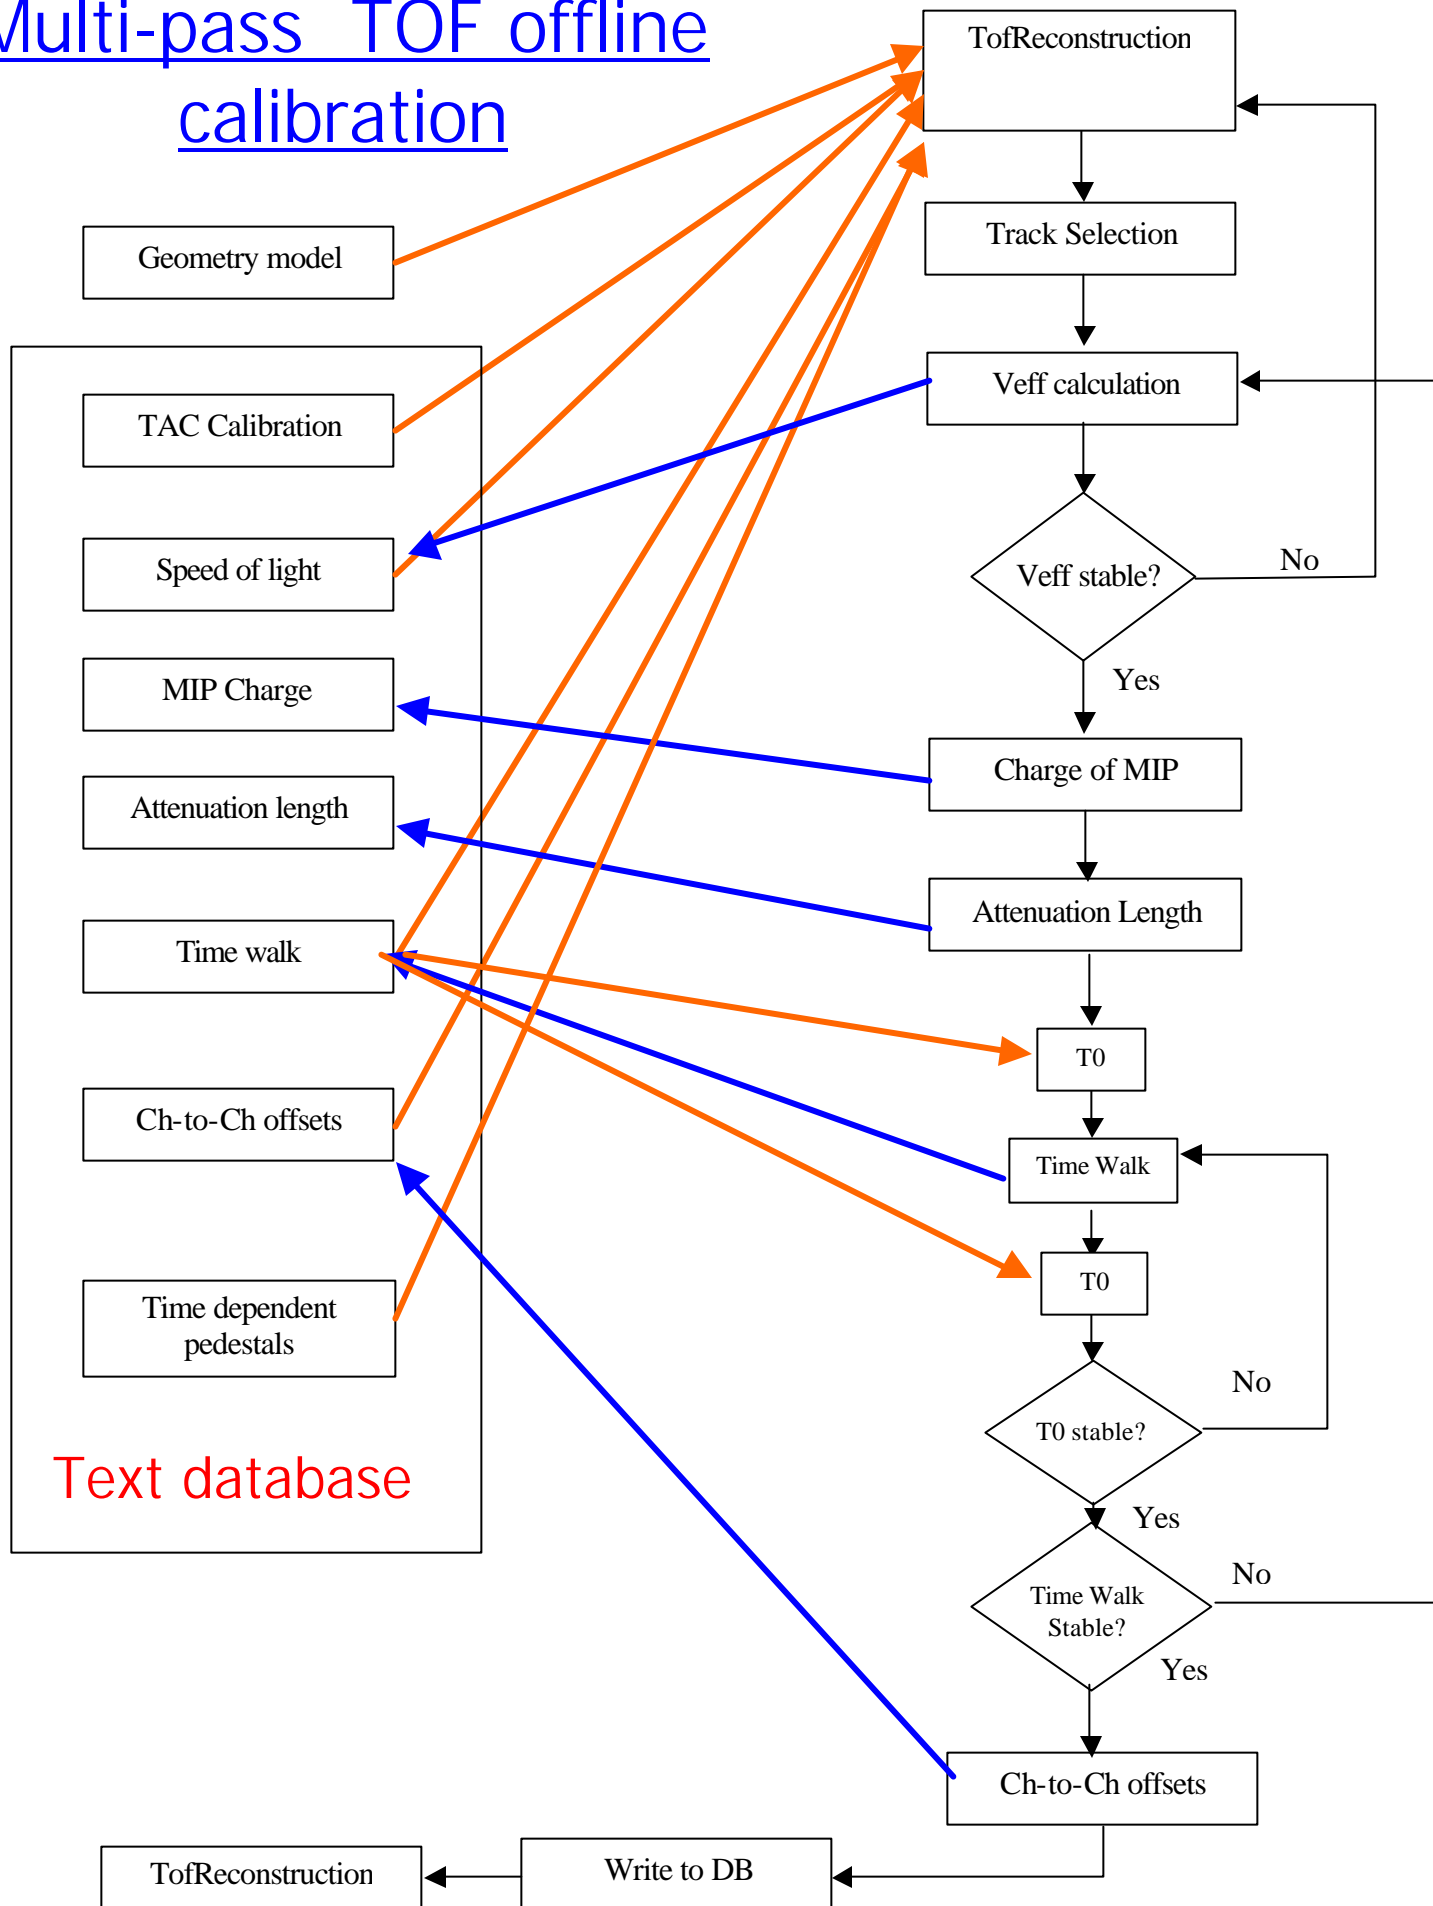 Multi-pass TOF offline
calibration
TofReconstruction
Track Selection
Geometry model
Veff calculation
TAC Calibration
Speed of light
Veff stable?
No
Yes
MIP Charge
Charge of MIP
Attenuation length
Attenuation Length
Time walk
T0
Ch-to-Ch offsets
Time Walk
T0
Time dependent
pedestals
No
T0 stable?
Text database
Yes
No
Time Walk
Stable?
Yes
Ch-to-Ch offsets
TofReconstruction
Write to DB